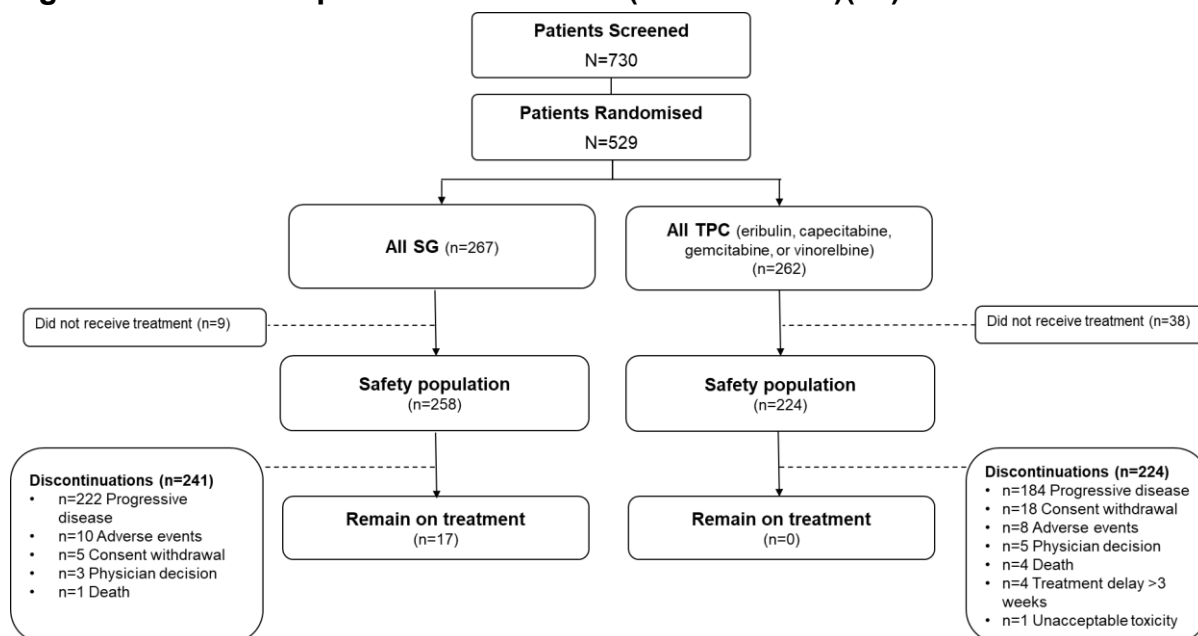 Patients Screened
N=730
Patients Randomised
N=529
All SG (n=267)
All TPC (eribulin, capecitabine,
gemcitabine, or vinorelbine)
(n=262)
Did not receive treatment (n=9)
Did not receive treatment (n=38)
Safety population
(n=258)
Safety population
(n=224)
Discontinuations (n=241)
• n=222 Progressive
disease
• n=10 Adverse events
• n=5 Consent withdrawal
• n=3 Physician decision
• n=1 Death
Remain on treatment
(n=17)
Remain on treatment
(n=0)
Discontinuations (n=224)
• n=184 Progressive disease
• n=18 Consent withdrawal
• n=8 Adverse events
• n=5 Physician decision
• n=4 Death
• n=4 Treatment delay >3
weeks
• n=1 Unacceptable toxicity